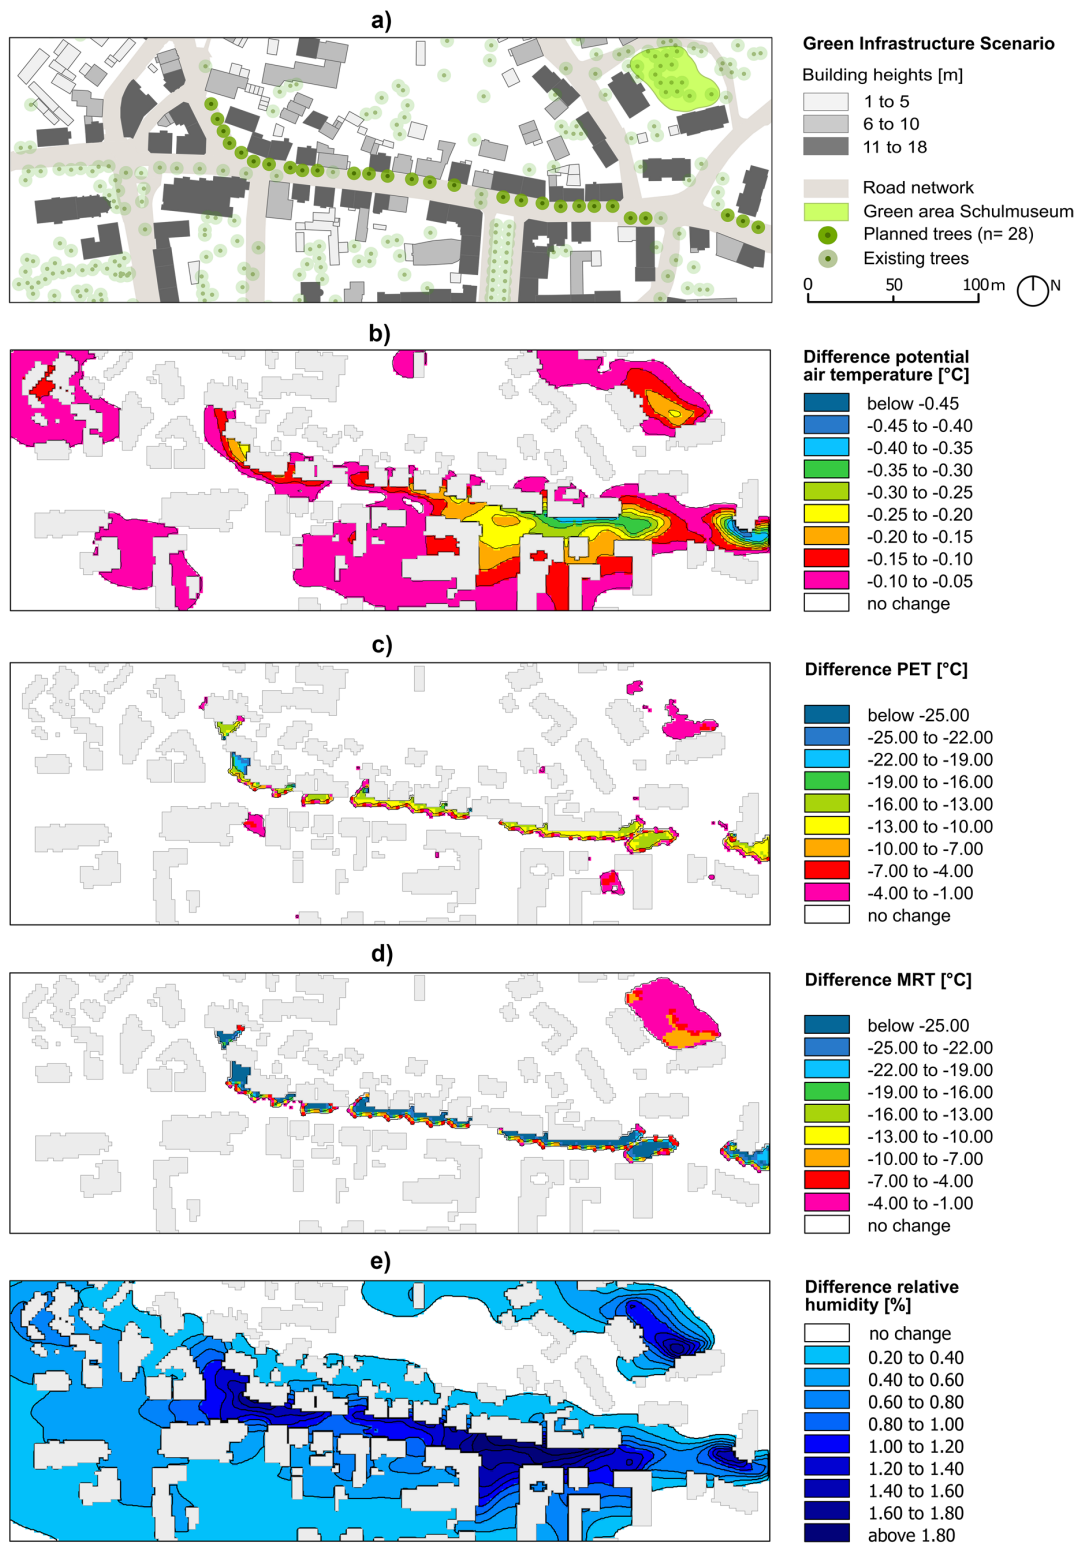 a)
Green Infrastructure Scenario
Building heights [m]
1 to 5
6 to 10
11 to 18
Road network
Green area Schulmuseum
Planned trees (n= 28)
Existing trees
0 50 100 m N
b)
Difference potential
air temperature [°C]
below -0.45
-0.45 to -0.40
-0.40 to -0.35
-0.35 to -0.30
-0.30 to -0.25
-0.25 to -0.20
-0.20 to -0.15
-0.15 to -0.10
-0.10 to -0.05
no change
c)
Difference PET [°C]
below -25.00
-25.00 to -22.00
-22.00 to -19.00
-19.00 to -16.00
-16.00 to -13.00
-13.00 to -10.00
-10.00 to -7.00
-7.00 to -4.00
-4.00 to -1.00
no change
d)
Difference MRT [°C]
below -25.00
-25.00 to -22.00
-22.00 to -19.00
-19.00 to -16.00
-16.00 to -13.00
-13.00 to -10.00
-10.00 to -7.00
-7.00 to -4.00
-4.00 to -1.00
no change
e)
Difference relative
humidity [%]
no change
0.20 to 0.40
0.40 to 0.60
0.60 to 0.80
0.80 to 1.00
1.00 to 1.20
1.20 to 1.40
1.40 to 1.60
1.60 to 1.80
above 1.80